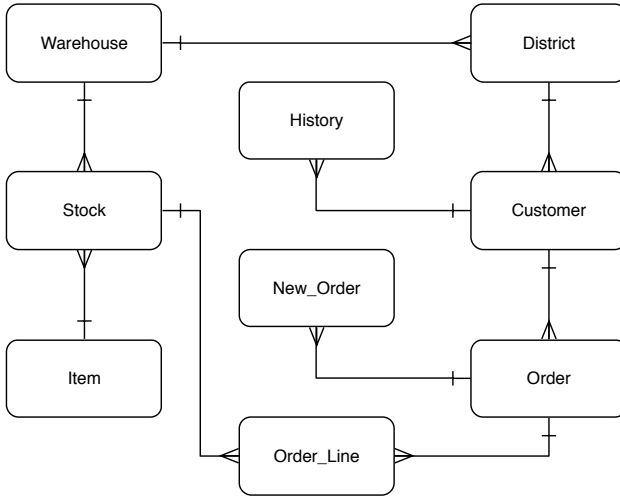 Warehouse
District
History
Stock
Customer
New_Order
Item
Order
Order_Line